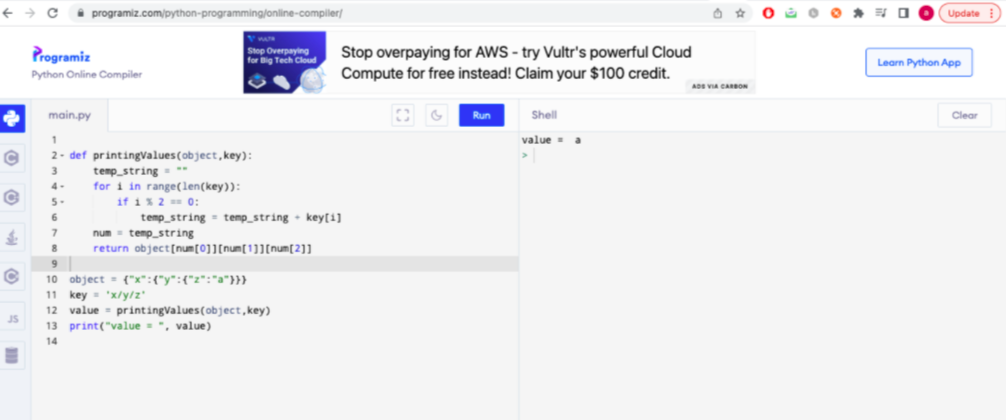 programiz.com/python-programming/online-compiler/
Update
Programiz
Python Online Compiler
VULTR
Stop Overpaying
for Big Tech Cloud
Stop overpaying for AWS - try Vultr's powerful Cloud
Compute for free instead! Claim your $100 credit.
ADS VIA CARBON
Learn Python App
main.py
Run
Shell
Clear
1
2 - def printingValues(object,key):
3 temp_string = ""
4 - for i in range(len(key)):
5 - if i % 2 == 0:
6 temp_string = temp_string + key[i]
7 num = temp_string
8 return object[num[0]][num[1]][num[2]]
9
10 object = {"x":{"y":{"z":"a"}}}
11 key = 'x/y/z'
12 value = printingValues(object,key)
13 print("value = ", value)
14
value =  a
>
JS